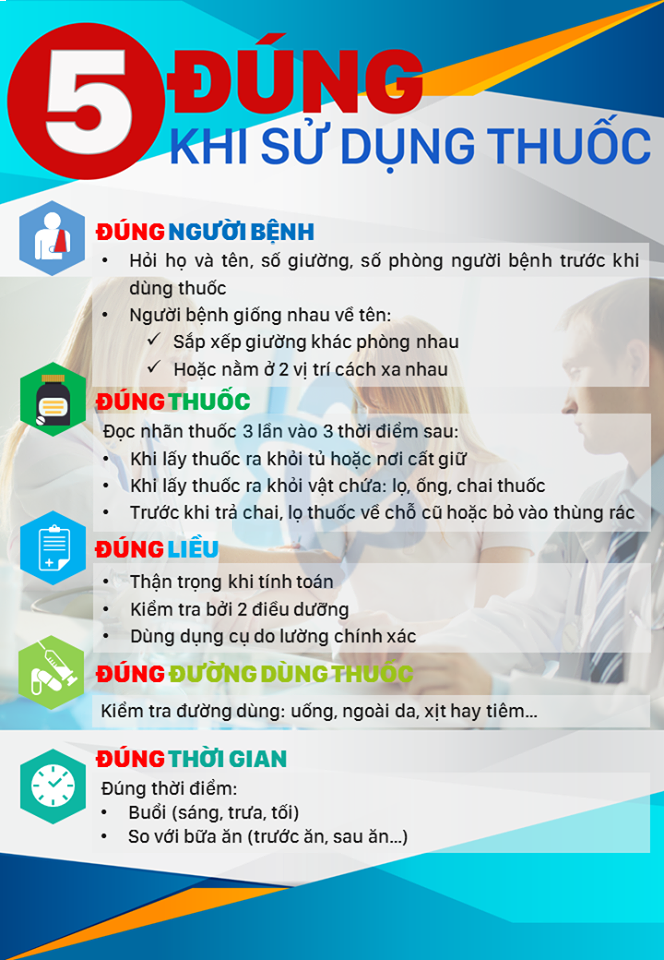 5 ĐÚNG
KHI SỬ DỤNG THUỐC
ĐÚNG NGƯỜI BỆNH
• Hỏi họ và tên, số giường, số phòng người bệnh trước khi
dùng thuốc
• Người bệnh giống nhau về tên:
✓ Sắp xếp giường khác phòng nhau
✓ Hoặc nằm ở 2 vị trí cách xa nhau
ĐÚNG THUỐC
Đọc nhãn thuốc 3 lần vào 3 thời điểm sau:
• Khi lấy thuốc ra khỏi tủ hoặc nơi cất giữ
• Khi lấy thuốc ra khỏi vật chứa: lọ, ống, chai thuốc
• Trước khi trả chai, lọ thuốc về chỗ cũ hoặc bỏ vào thùng rác
ĐÚNG LIỀU
• Thận trọng khi tính toán
• Kiểm tra bởi 2 điều dưỡng
• Dùng dụng cụ do lường chính xác
ĐÚNG ĐƯỜNG DÙNG THUỐC
Kiểm tra đường dùng: uống, ngoài da, xịt hay tiêm...
ĐÚNG THỜI GIAN
Đúng thời điểm:
• Buổi (sáng, trưa, tối)
• So với bữa ăn (trước ăn, sau ăn...)